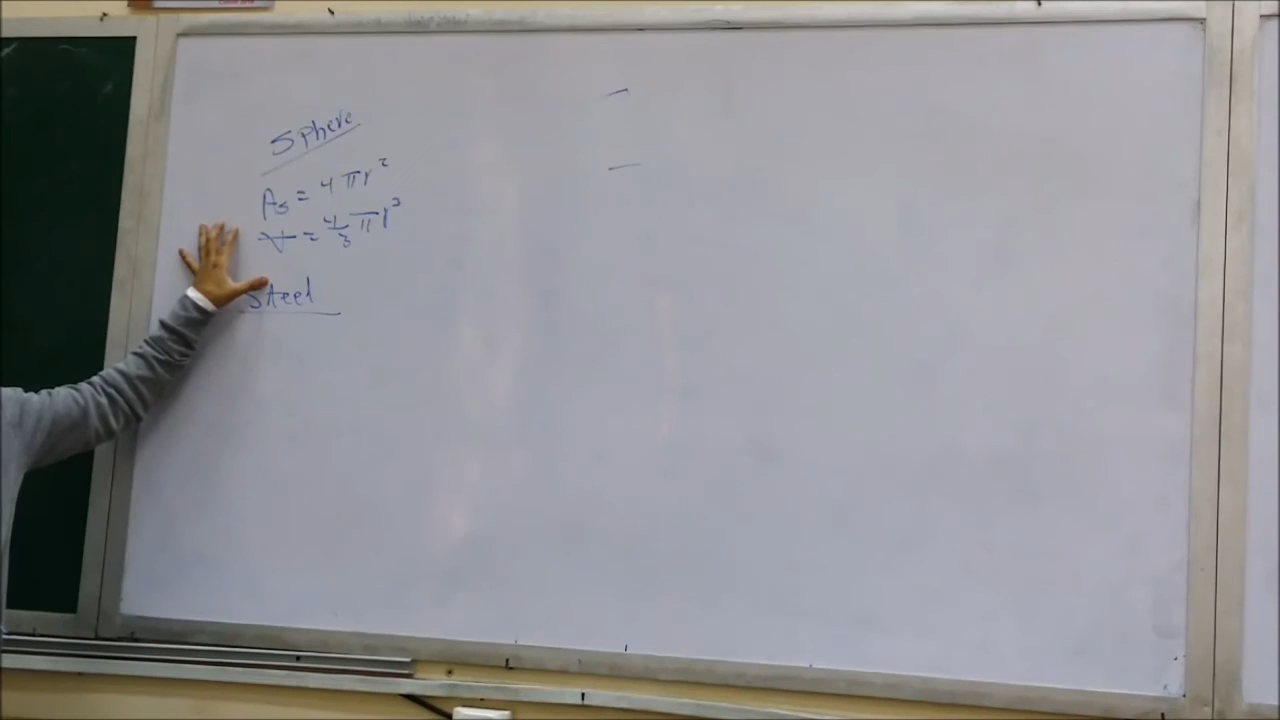 Sphere
As = 4πr²
V = 4/3 πr³
Steel